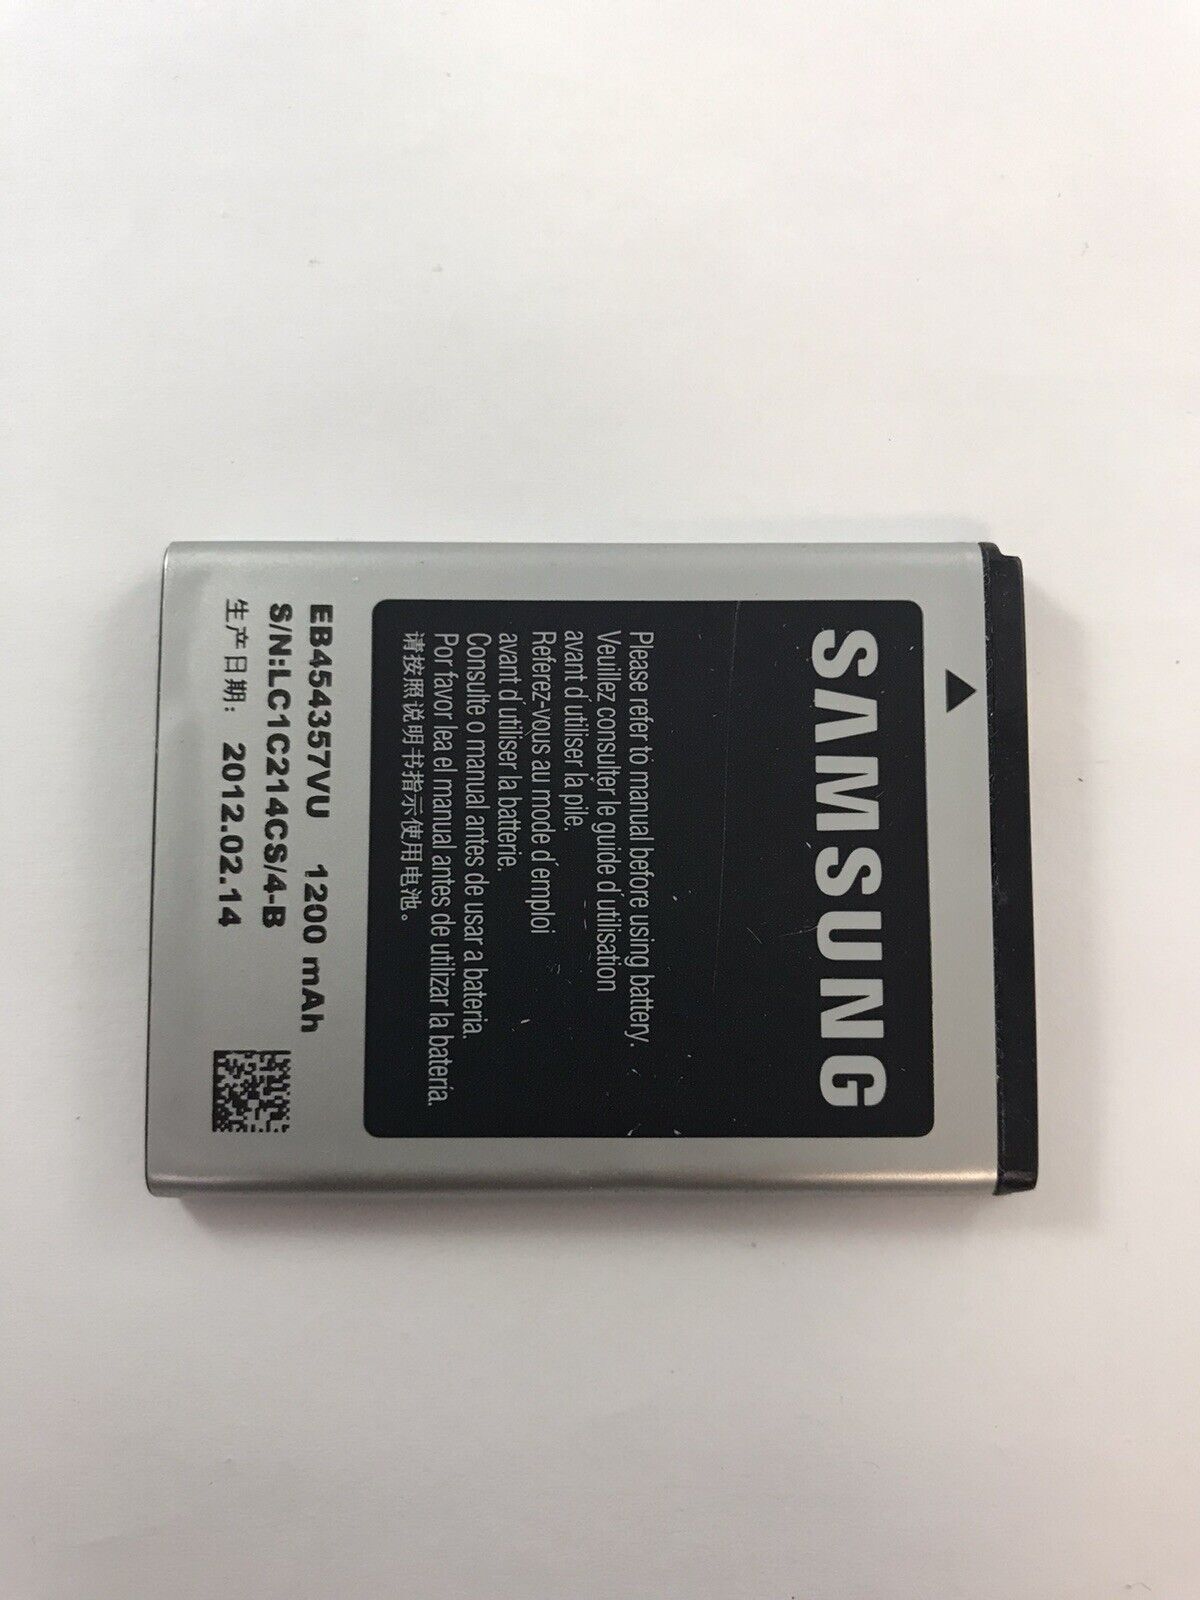 SAMSUNG
Please refer to manual before using battery.
Veuillez consulter le guide d'utilisation
avant d'utiliser la pile.
Referez-vous au mode d'emploi
avant d'utiliser la batterie.
Consulte o manual antes de usar a bateria.
Por favor lea el manual antes de utilizar la batería.
请按照说明书指示使用电池。
EB454357VU 1200 mAh
S/N:LC1C214CS/4-B
生产日期: 2012.02.14